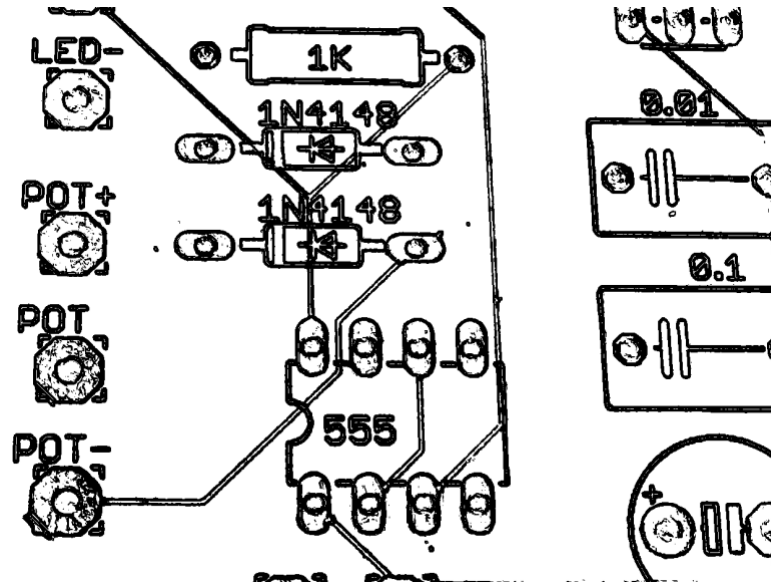 LED-
1K
0.01
1N4148
POT+
1N4148
0.1
POT
555
POT-
+